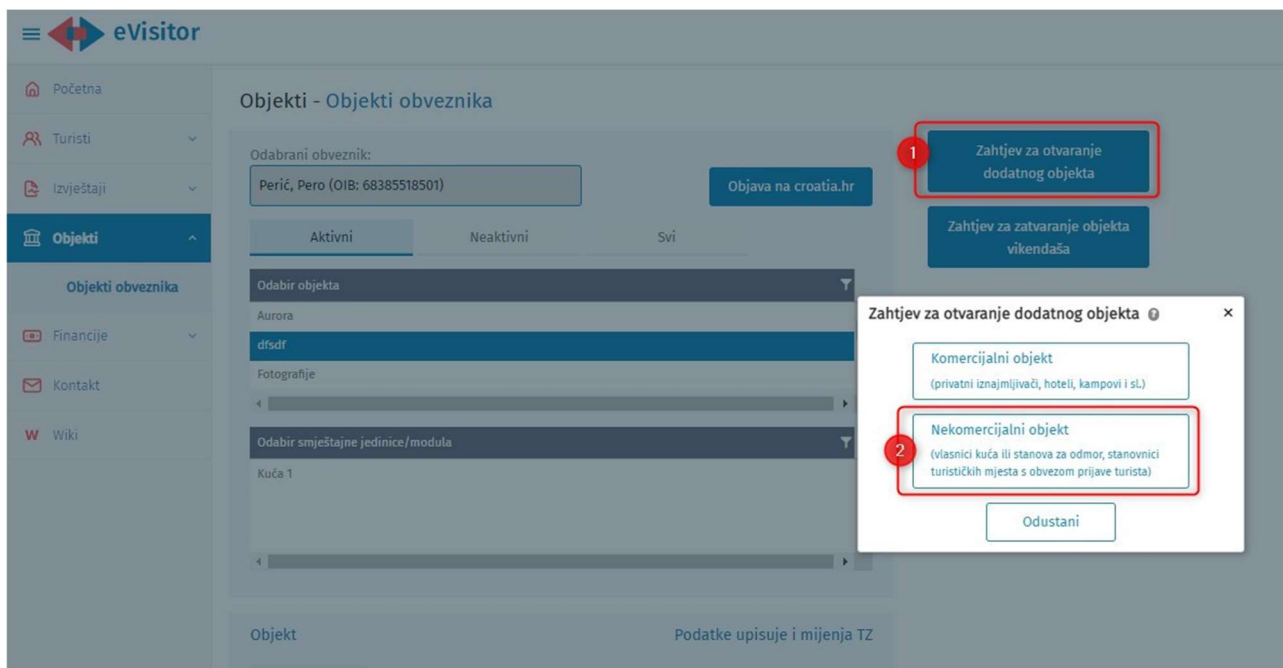 eVisitor
Početna
Turisti
Izvještaji
Objekti
Objekti obveznika
Financije
Kontakt
W Wiki
Objekti - Objekti obveznika
Odabrani obveznik:
Perić, Pero (OIB: 68385518501)
Objava na croatia.hr
Aktivni
Neaktivni
Svi
Odabir objekta
Aurora
dfsdf
Fotografije
Odabir smještajne jedinice/modula
Kuća 1
Objekt
Podatke upisuje i mijenja TZ
1
Zahtjev za otvaranje
dodatnog objekta
Zahtjev za zatvaranje objekta
vikendaša
Zahtjev za otvaranje dodatnog objekta ?
×
Komercijalni objekt
(privatni iznajmljivači, hoteli, kampovi i sl.)
2
Nekomercijalni objekt
(vlasnici kuća ili stanova za odmor, stanovnici
turističkih mjesta s obvezom prijave turista)
Odustani